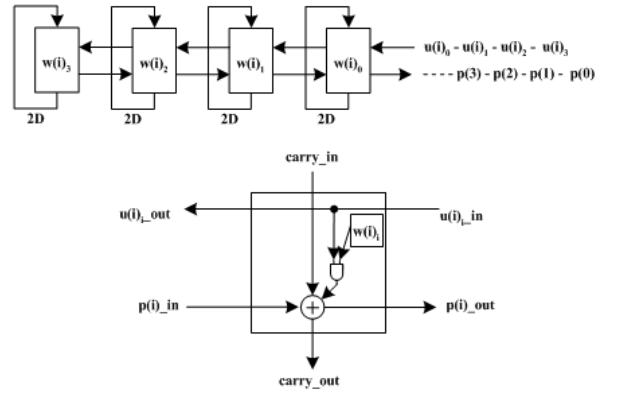 w(i)₃ w(i)₂ w(i)₁ w(i)₀ u(i)₀ - u(i)₁ - u(i)₂ - u(i)₃
- - - - p(3) - p(2) - p(1) - p(0)
2D 2D 2D 2D
carry_in
u(i)ᵢ_out u(i)ᵢ_in
w(i)ᵢ
p(i)_in + p(i)_out
carry_out